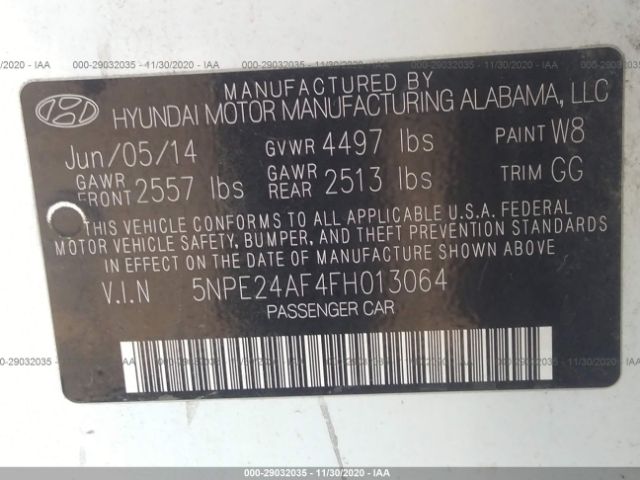 MANUFACTURED BY
HYUNDAI MOTOR MANUFACTURING ALABAMA, LLC
Jun/05/14 GVWR 4497 lbs PAINT W8
GAWR FRONT 2557 lbs GAWR REAR 2513 lbs TRIM GG
THIS VEHICLE CONFORMS TO ALL APPLICABLE U.S.A. FEDERAL
MOTOR VEHICLE SAFETY, BUMPER, AND THEFT PREVENTION STANDARDS
IN EFFECT ON THE DATE OF MANUFACTURE SHOWN ABOVE
V.I.N 5NPE24AF4FH013064
PASSENGER CAR
000-29032035 - 11/30/2020 - IAA